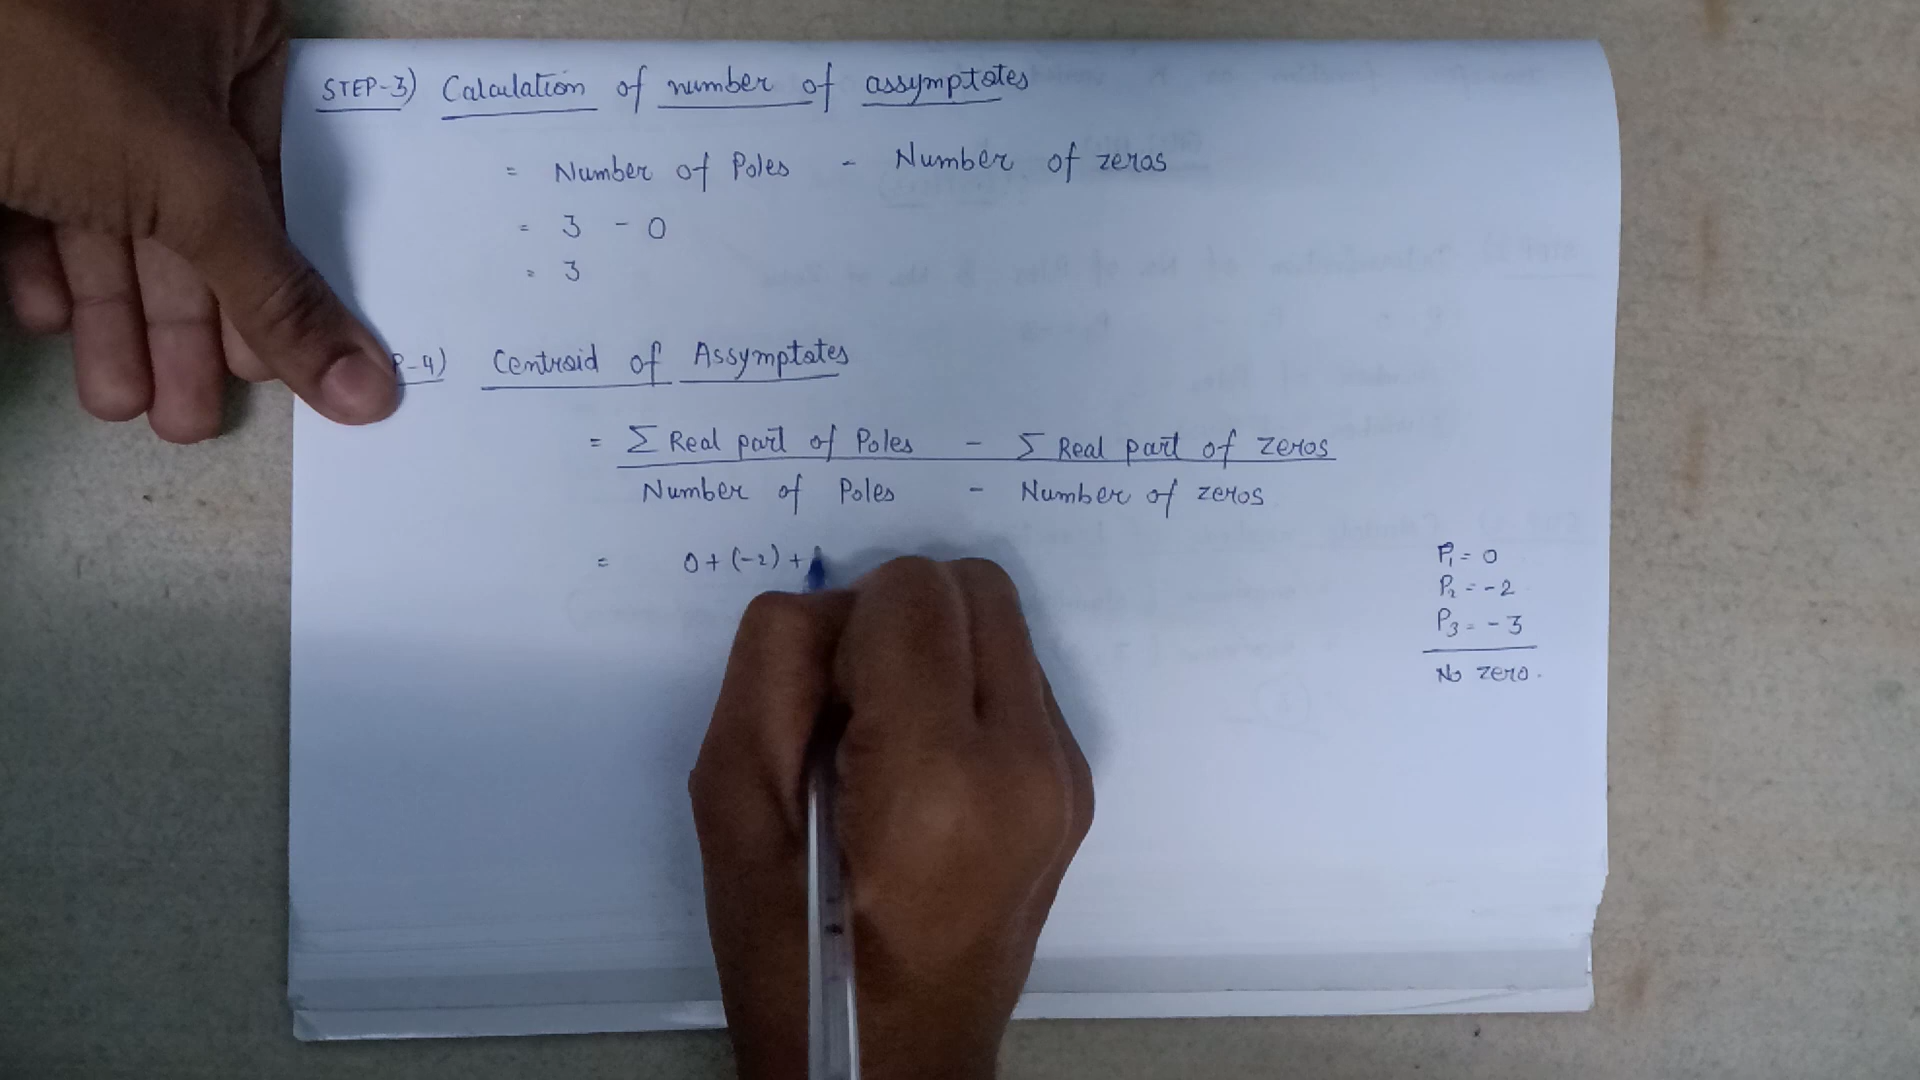 STEP-3) Calculation of number of assymptotes
= Number of Poles - Number of zeros
= 3 - 0
= 3
P-4) Centroid of Assymptotes
= Σ Real part of Poles - Σ Real part of zeros
Number of Poles - Number of zeros
= 0 + (-2) +
P1 = 0
P2 = -2
P3 = -3
No zero.